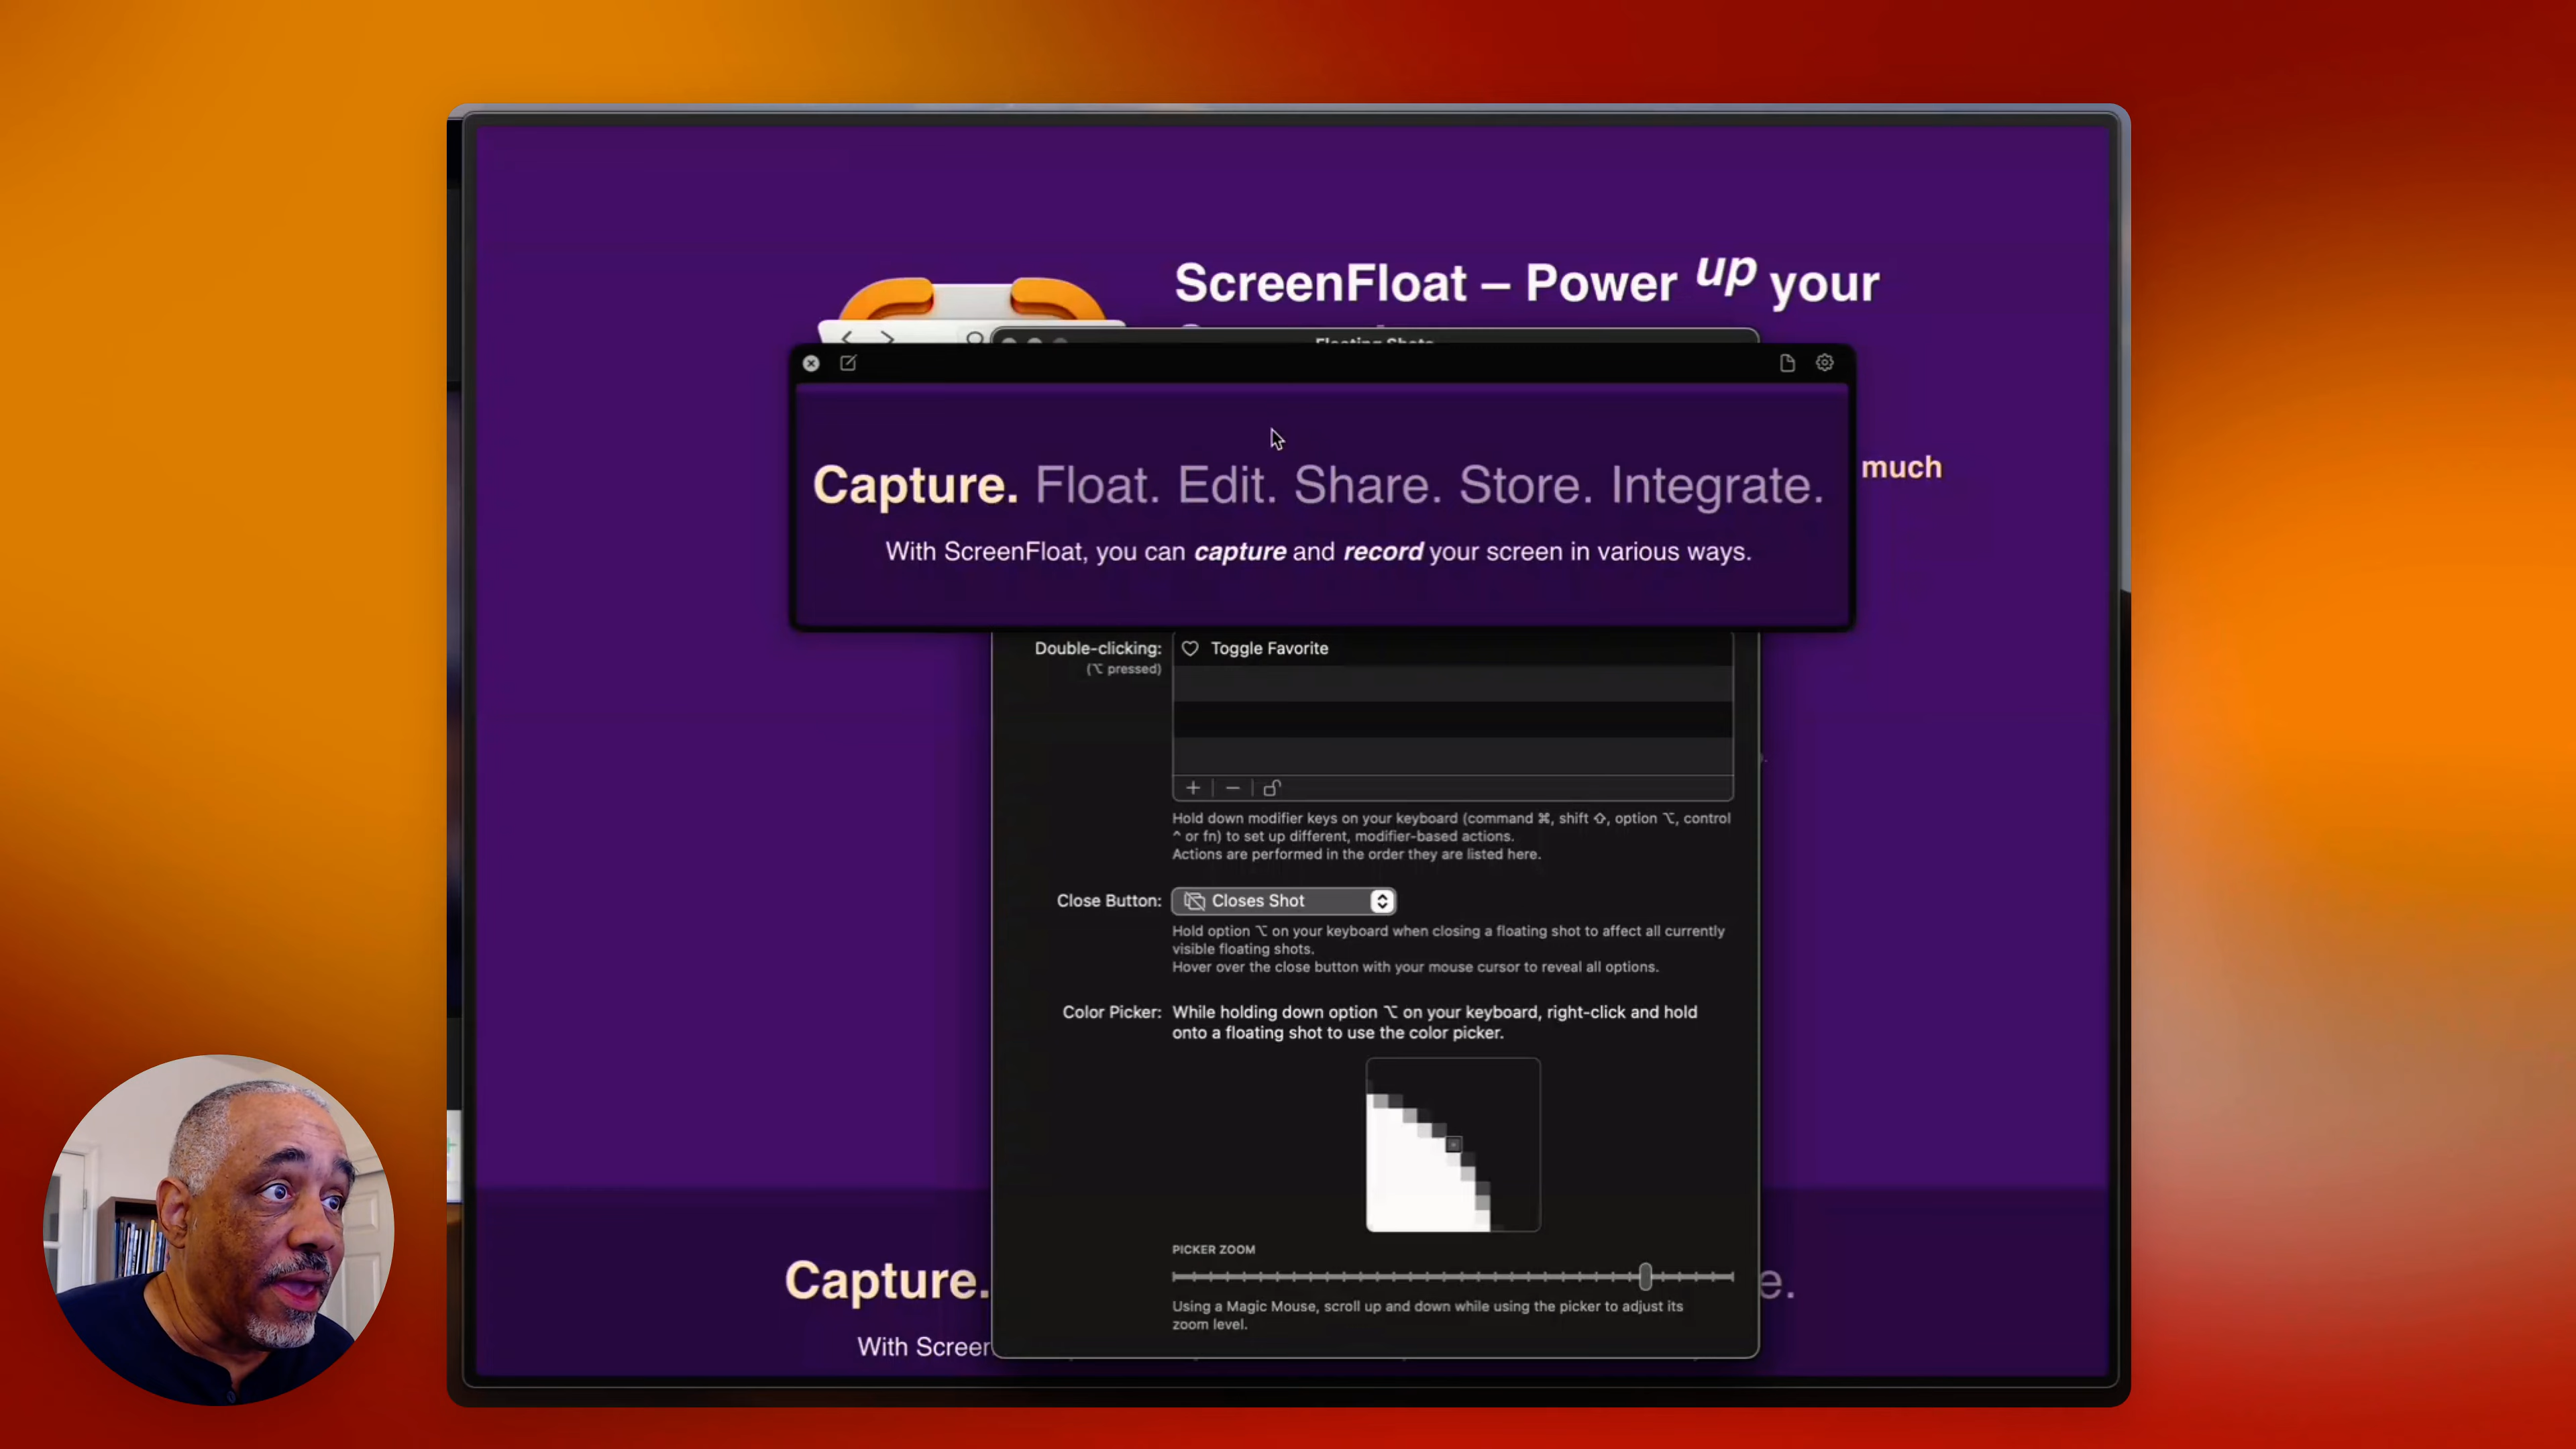 ScreenFloat – Power up your
Floating Shots
much
Capture. Float. Edit. Share. Store. Integrate.
With ScreenFloat, you can capture and record your screen in various ways.
Double-clicking:
(⌥ pressed)
Toggle Favorite
Hold down modifier keys on your keyboard (command ⌘, shift ⇧, option ⌥, control
^ or fn) to set up different, modifier-based actions.
Actions are performed in the order they are listed here.
Close Button:
Closes Shot
Hold option ⌥ on your keyboard when closing a floating shot to affect all currently
visible floating shots.
Hover over the close button with your mouse cursor to reveal all options.
Color Picker:
While holding down option ⌥ on your keyboard, right-click and hold
onto a floating shot to use the color picker.
PICKER ZOOM
Using a Magic Mouse, scroll up and down while using the picker to adjust its
zoom level.
Capture.
e.
With Screen